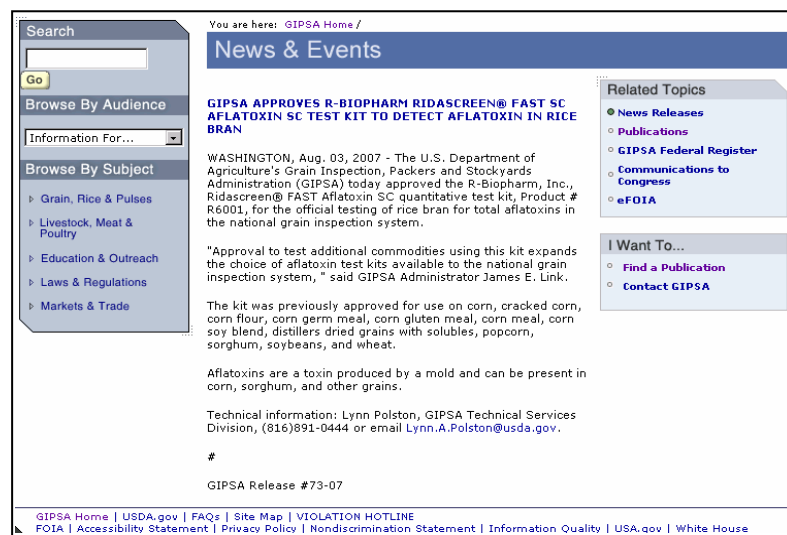 You are here: GIPSA Home /
Search
Go
Browse By Audience
Information For...
Browse By Subject
Grain, Rice & Pulses
Livestock, Meat &
Poultry
Education & Outreach
Laws & Regulations
Markets & Trade
News & Events
GIPSA APPROVES R-BIOPHARM RIDASCREEN® FAST SC
AFLATOXIN SC TEST KIT TO DETECT AFLATOXIN IN RICE
BRAN
WASHINGTON, Aug. 03, 2007 - The U.S. Department of
Agriculture's Grain Inspection, Packers and Stockyards
Administration (GIPSA) today approved the R-Biopharm, Inc.,
Ridascreen® FAST Aflatoxin SC quantitative test kit, Product #
R6001, for the official testing of rice bran for total aflatoxins in
the national grain inspection system.
"Approval to test additional commodities using this kit expands
the choice of aflatoxin test kits available to the national grain
inspection system, " said GIPSA Administrator James E. Link.
The kit was previously approved for use on corn, cracked corn,
corn flour, corn germ meal, corn gluten meal, corn meal, corn
soy blend, distillers dried grains with solubles, popcorn,
sorghum, soybeans, and wheat.
Aflatoxins are a toxin produced by a mold and can be present in
corn, sorghum, and other grains.
Technical information: Lynn Polston, GIPSA Technical Services
Division, (816)891-0444 or email Lynn.A.Polston@usda.gov.
#
GIPSA Release #73-07
Related Topics
News Releases
Publications
GIPSA Federal Register
Communications to
Congress
eFOIA
I Want To...
Find a Publication
Contact GIPSA
GIPSA Home | USDA.gov | FAQs | Site Map | VIOLATION HOTLINE
FOIA | Accessibility Statement | Privacy Policy | Nondiscrimination Statement | Information Quality | USA.gov | White House